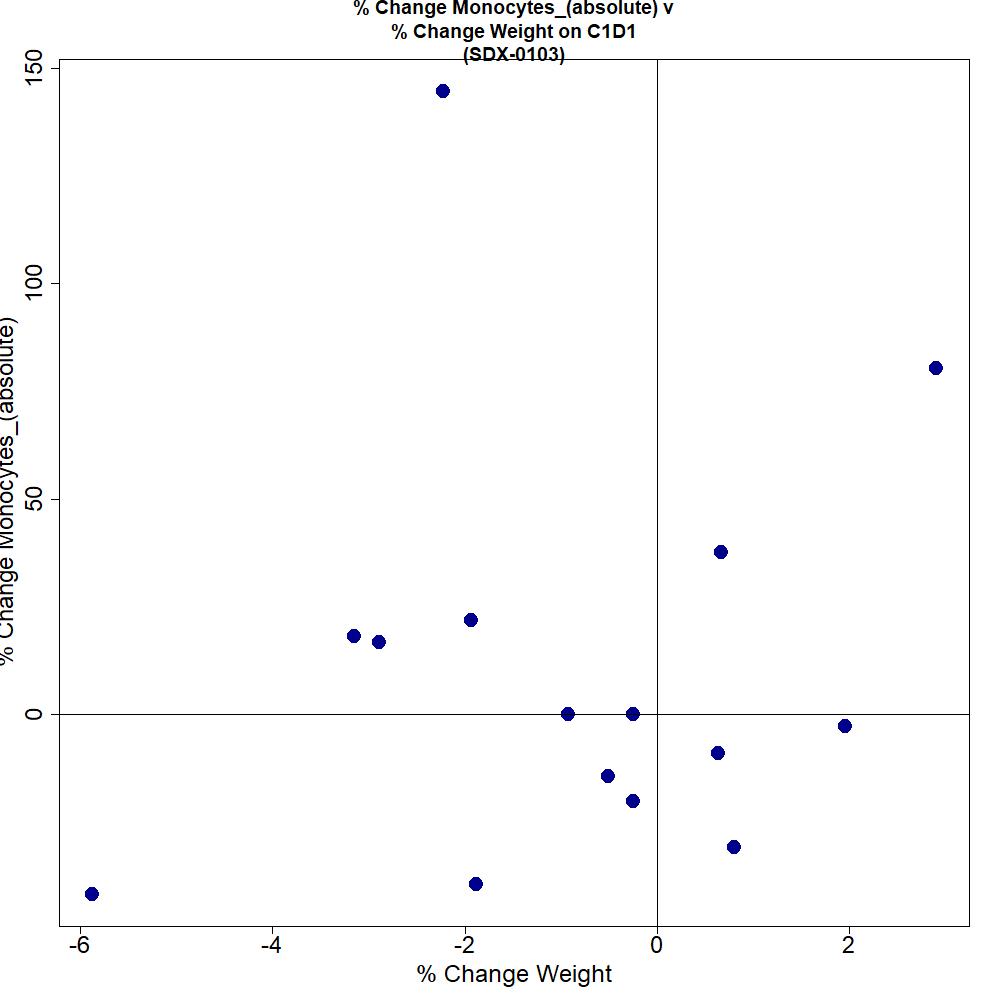 % Change Monocytes_(absolute) v
% Change Weight on C1D1
(SDX-0103)
150
100
50
0
% Change Monocytes_(absolute)
-6
-4
-2
0
2
% Change Weight